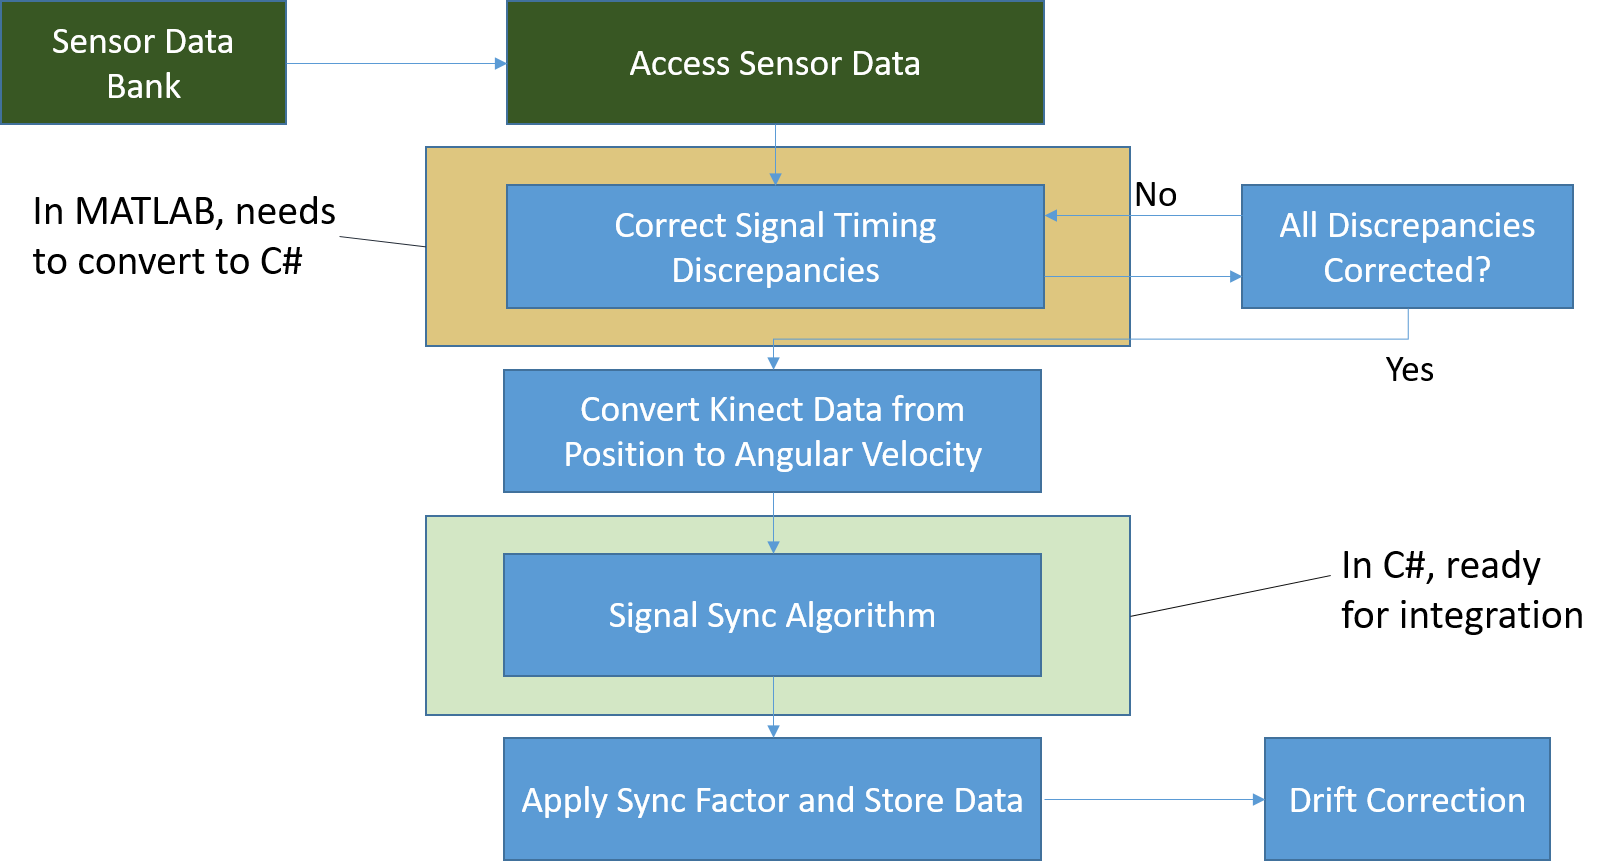 Sensor Data
Bank
Access Sensor Data
In MATLAB, needs
to convert to C#
Correct Signal Timing
Discrepancies
No
All Discrepancies
Corrected?
Yes
Convert Kinect Data from
Position to Angular Velocity
Signal Sync Algorithm
In C#, ready
for integration
Apply Sync Factor and Store Data
Drift Correction